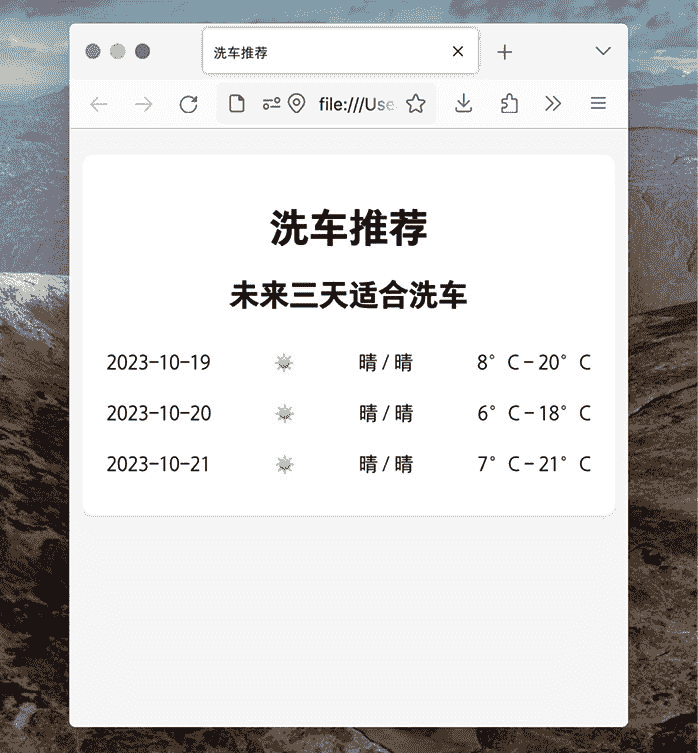 洗车推荐
file:///Use
洗车推荐
未来三天适合洗车
2023-10-19 晴 / 晴 8° C - 20° C
2023-10-20 晴 / 晴 6° C - 18° C
2023-10-21 晴 / 晴 7° C - 21° C